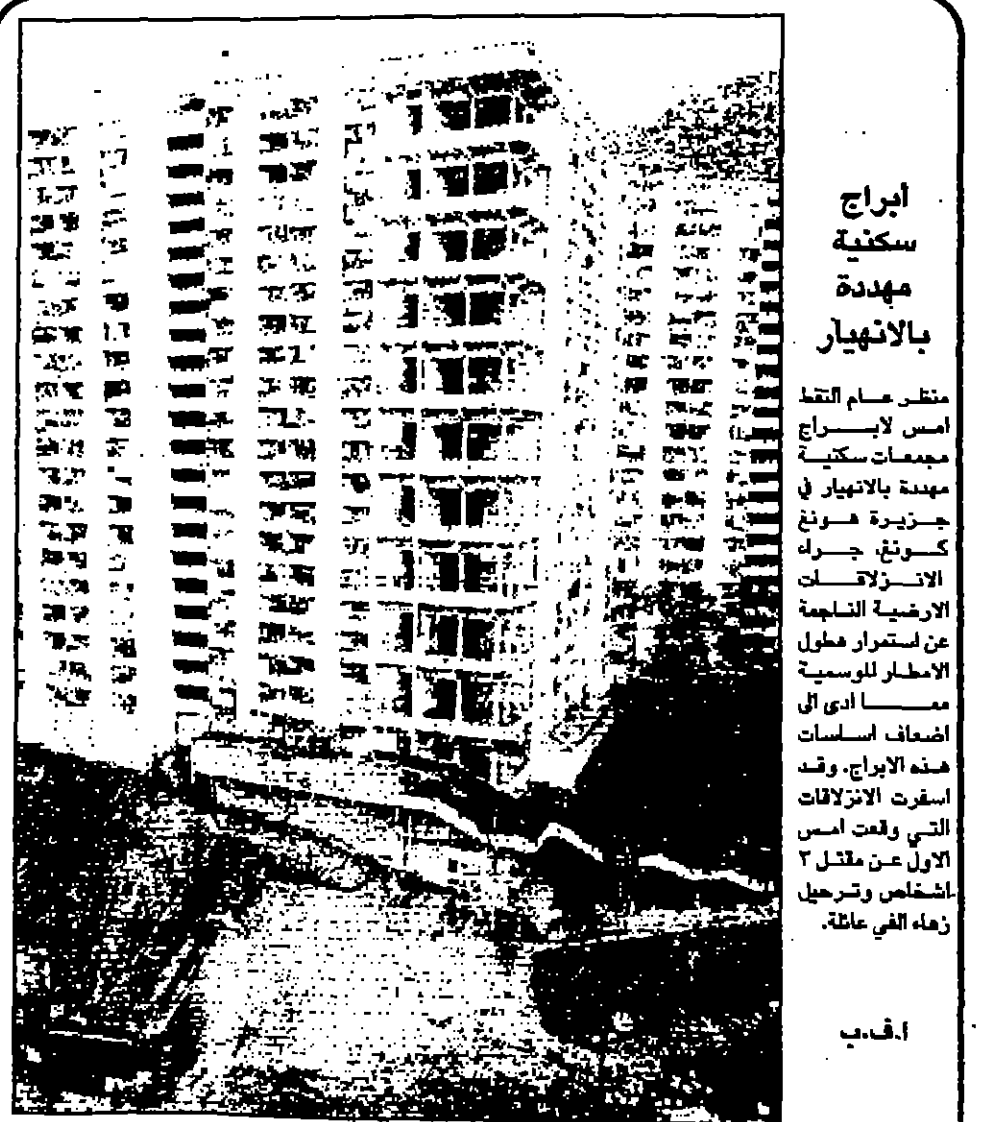 أبراج
سكنية
مهددة
بالانهيار
منظر عام التقط
امس لابراج
مجمعات سكنية
مهددة بالانهيار في
جزيرة هونغ
كونغ، جراء
الانزلاقات
الارضية الناجمة
عن استمرار هطول
الامطار الموسمية
مما ادى الى
اضعاف اساسات
هذه الابراج. وقد
اسفرت الانزلاقات
التي وقعت امس
الاول عن مقتل ٣
اشخاص وترحيل
زهاء الفي عائلة.
أ.ف.ب